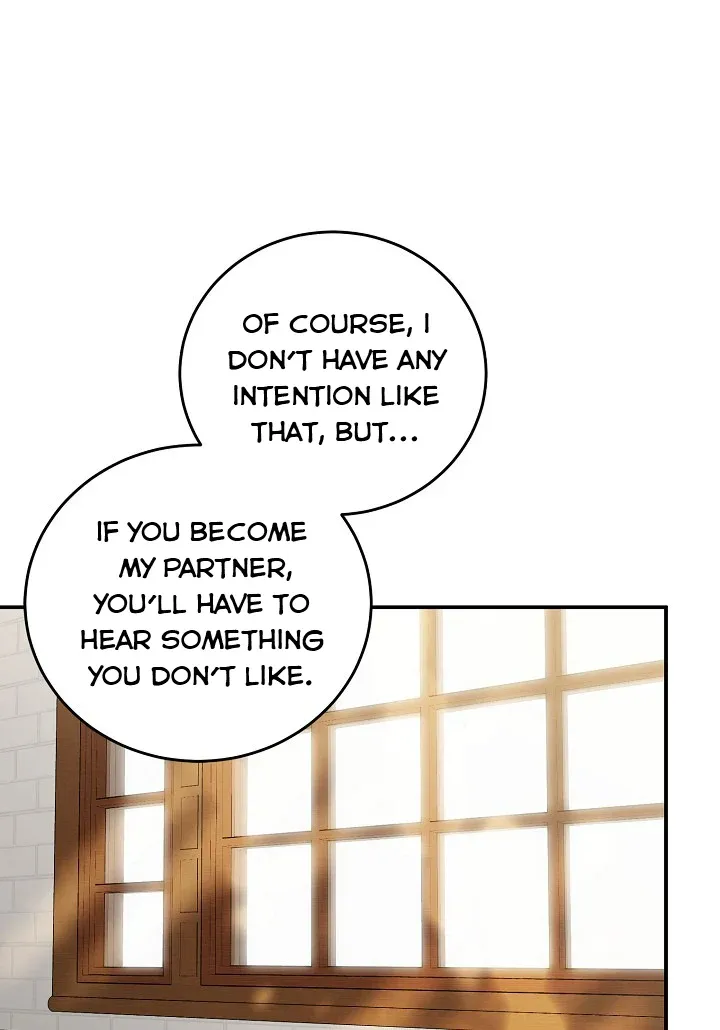 OF COURSE, I
DON'T HAVE ANY
INTENTION LIKE
THAT, BUT...
IF YOU BECOME
MY PARTNER,
YOU'LL HAVE TO
HEAR SOMETHING
YOU DON'T LIKE.